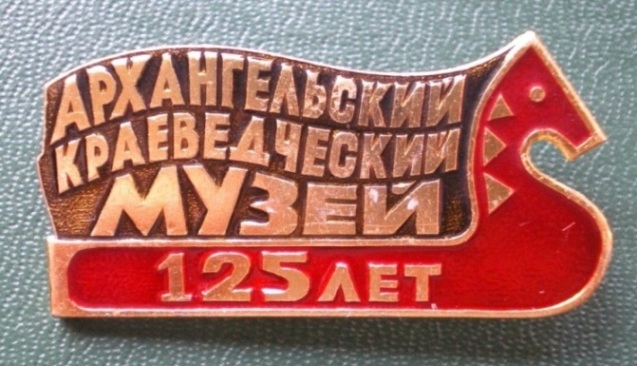 АРХАНГЕЛЬСКИЙ
КРАЕВЕДЧЕСКИЙ
МУЗЕЙ
125 ЛЕТ